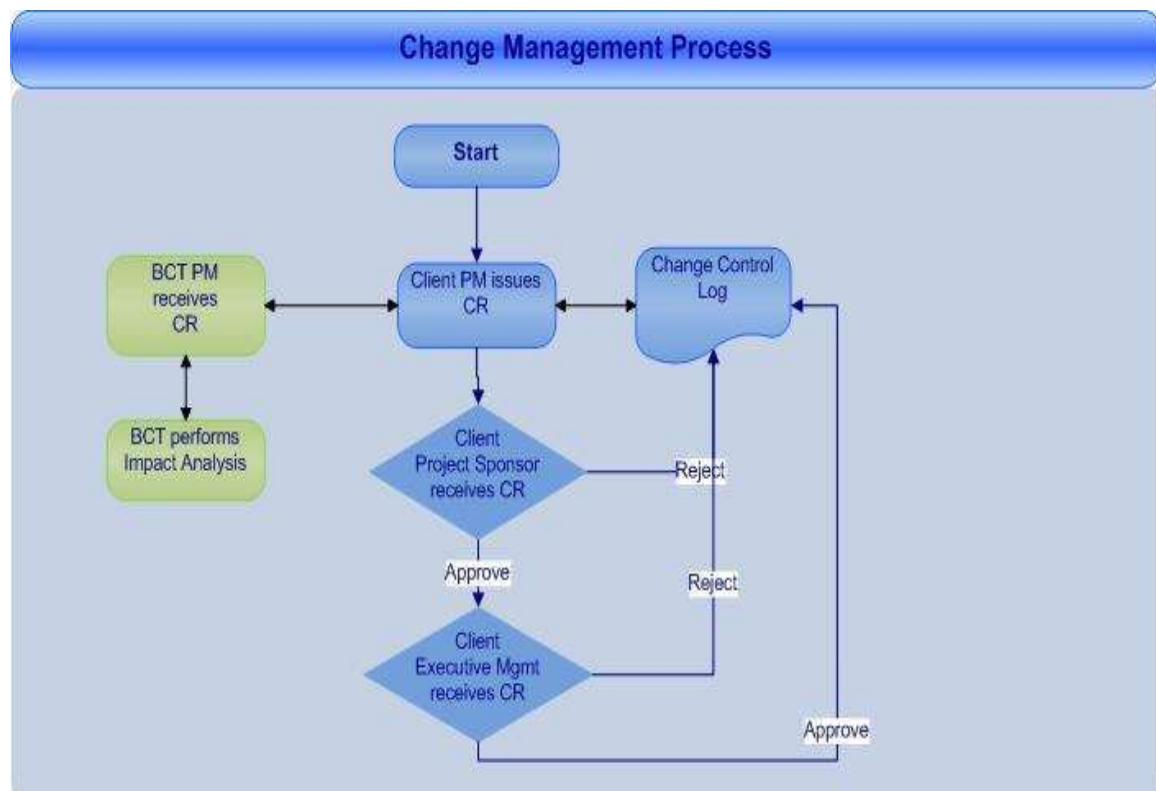 Change Management Process
Start
BCT PM
receives
CR
Client PM issues
CR
Change Control
Log
BCT performs
Impact Analysis
Client
Project Sponsor
receives CR
Reject
Approve
Reject
Client
Executive Mgmt
receives CR
Approve